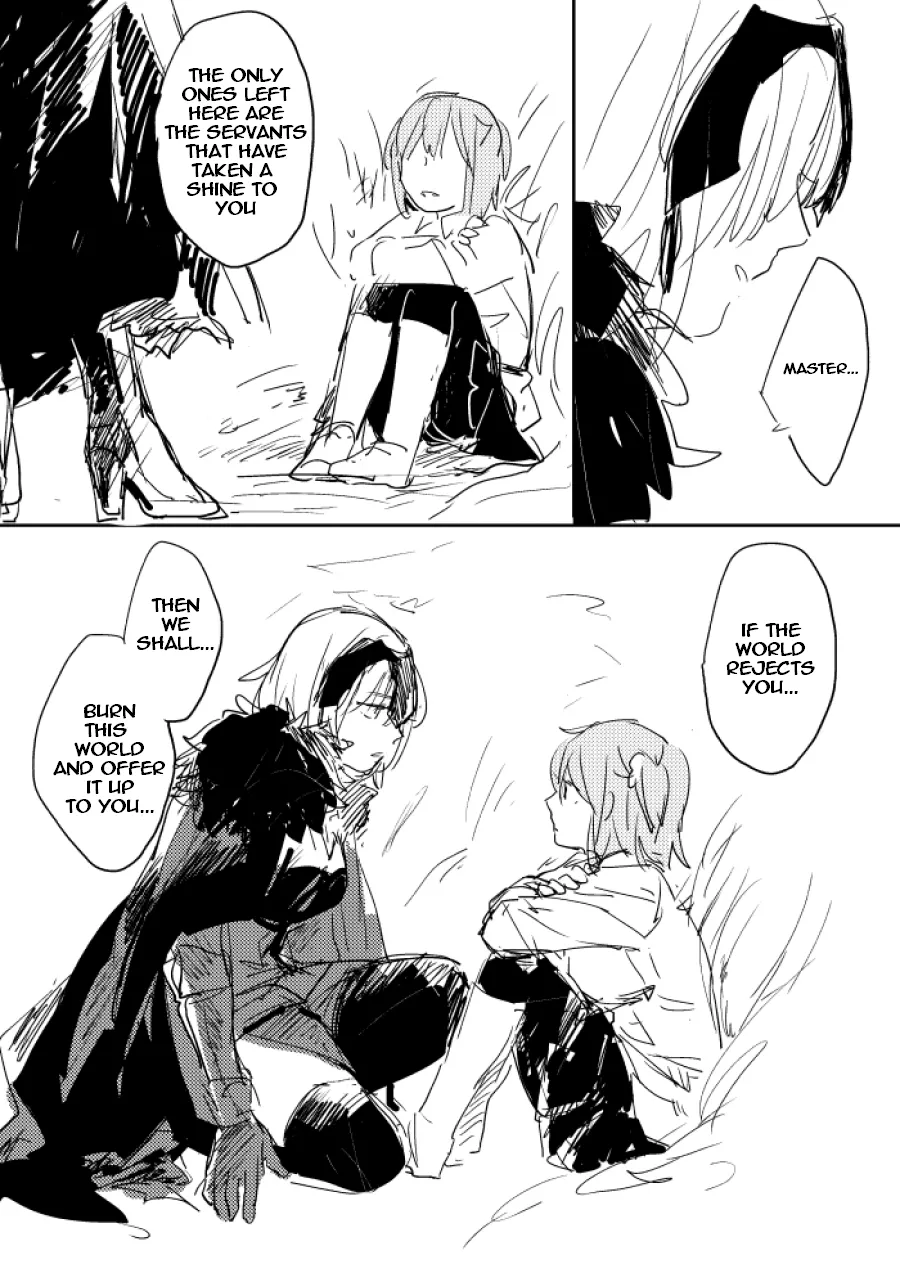 THE ONLY
ONES LEFT
HERE ARE
THE SERVANTS
THAT HAVE
TAKEN A
SHINE TO
YOU
MASTER...
IF THE
WORLD
REJECTS
YOU...
THEN
WE
SHALL...
BURN
THIS
WORLD
AND OFFER
IT UP
TO YOU...